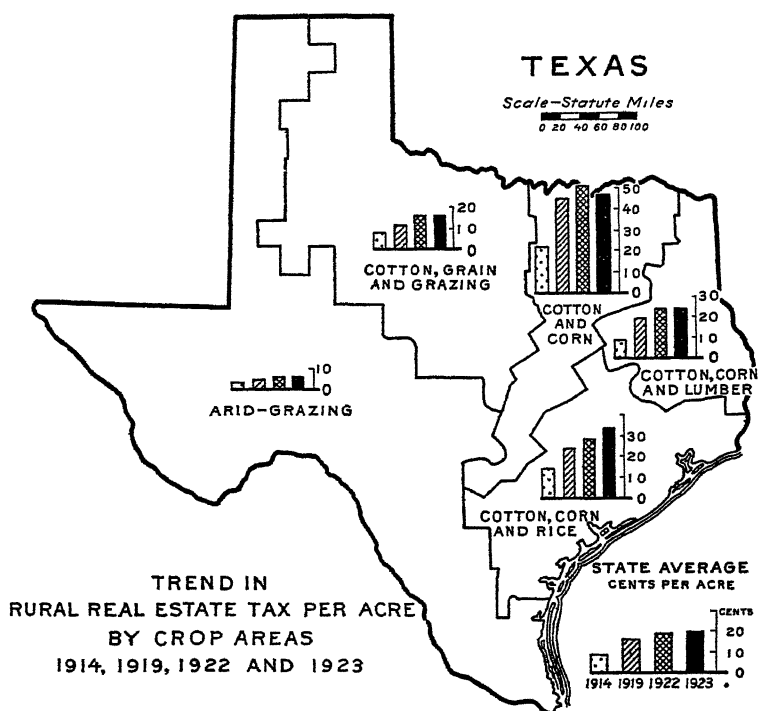 TEXAS
Scale-Statute Miles
0 20 40 60 80 100
20
10
0
COTTON, GRAIN
AND GRAZING
50
40
30
20
10
0
COTTON
AND
CORN
30
20
10
0
COTTON, CORN
AND LUMBER
10
0
ARID-GRAZING
30
20
10
0
COTTON, CORN
AND RICE
STATE AVERAGE
CENTS PER ACRE
CENTS
20
10
0
1914 1919 1922 1923
TREND IN
RURAL REAL ESTATE TAX PER ACRE
BY CROP AREAS
1914, 1919, 1922 AND 1923